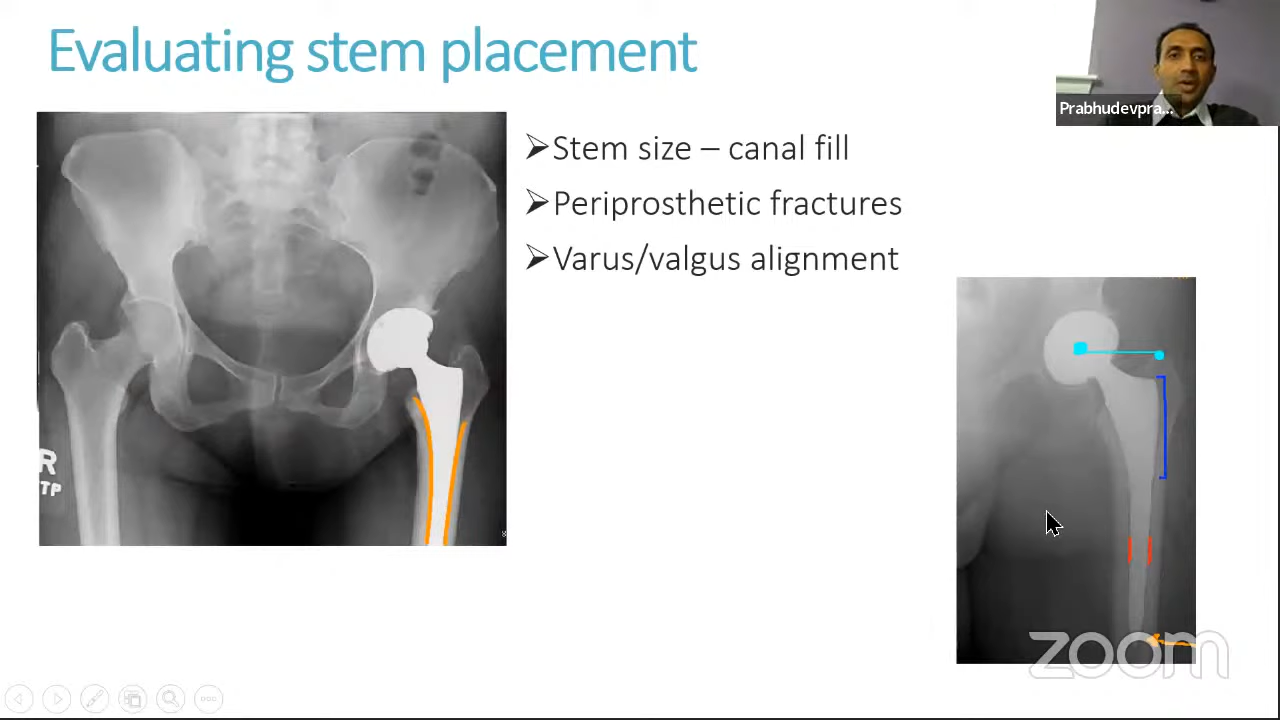 Evaluating stem placement
Prabhudevpra...
➢Stem size – canal fill
➢Periprosthetic fractures
➢Varus/valgus alignment
R
TP
zoom